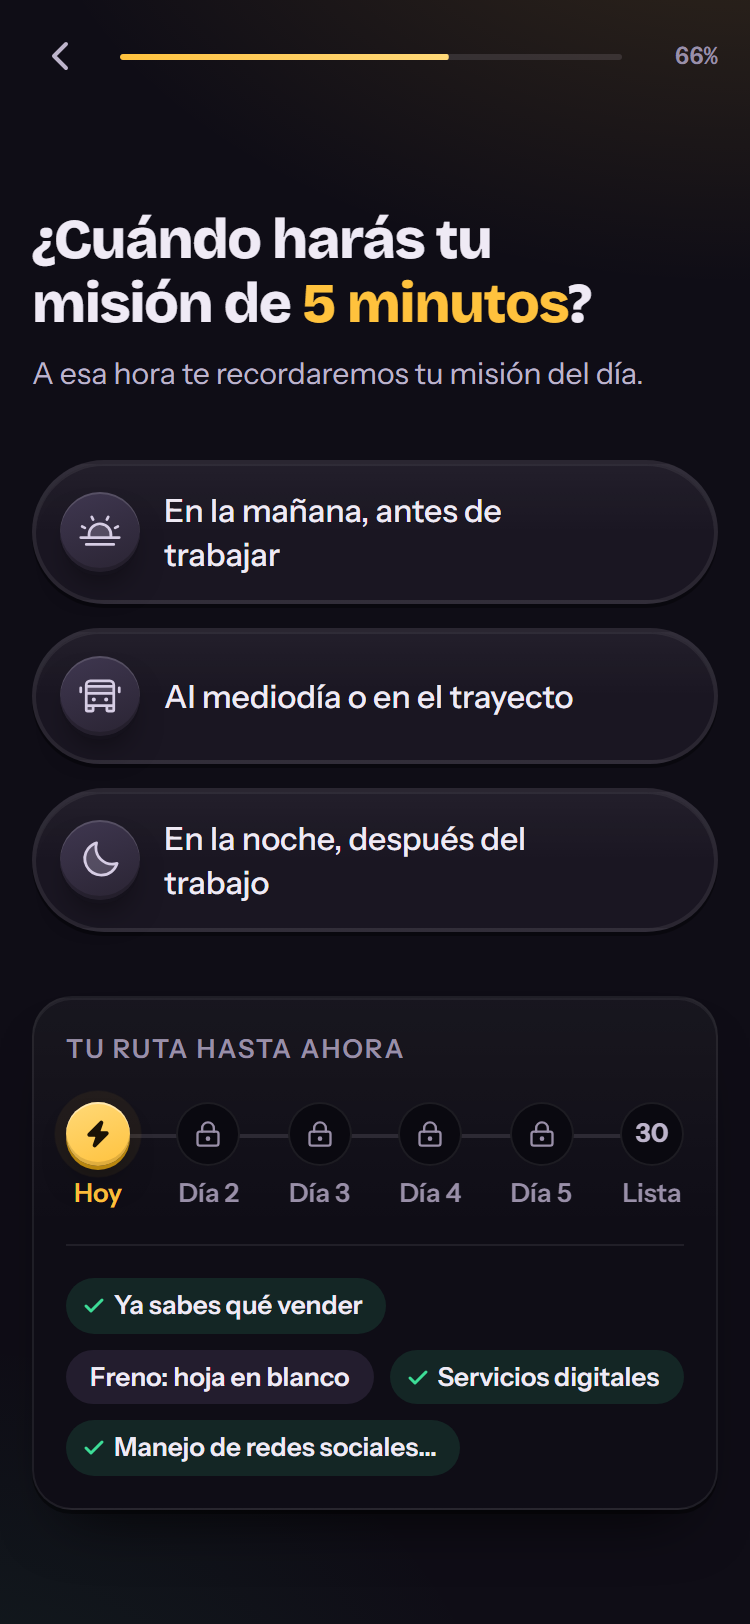 66%
¿Cuándo harás tu
misión de 5 minutos?
A esa hora te recordaremos tu misión del día.
En la mañana, antes de
trabajar
Al mediodía o en el trayecto
En la noche, después del
trabajo
TU RUTA HASTA AHORA
30
Hoy Día 2 Día 3 Día 4 Día 5 Lista
Ya sabes qué vender
Freno: hoja en blanco Servicios digitales
Manejo de redes sociales...